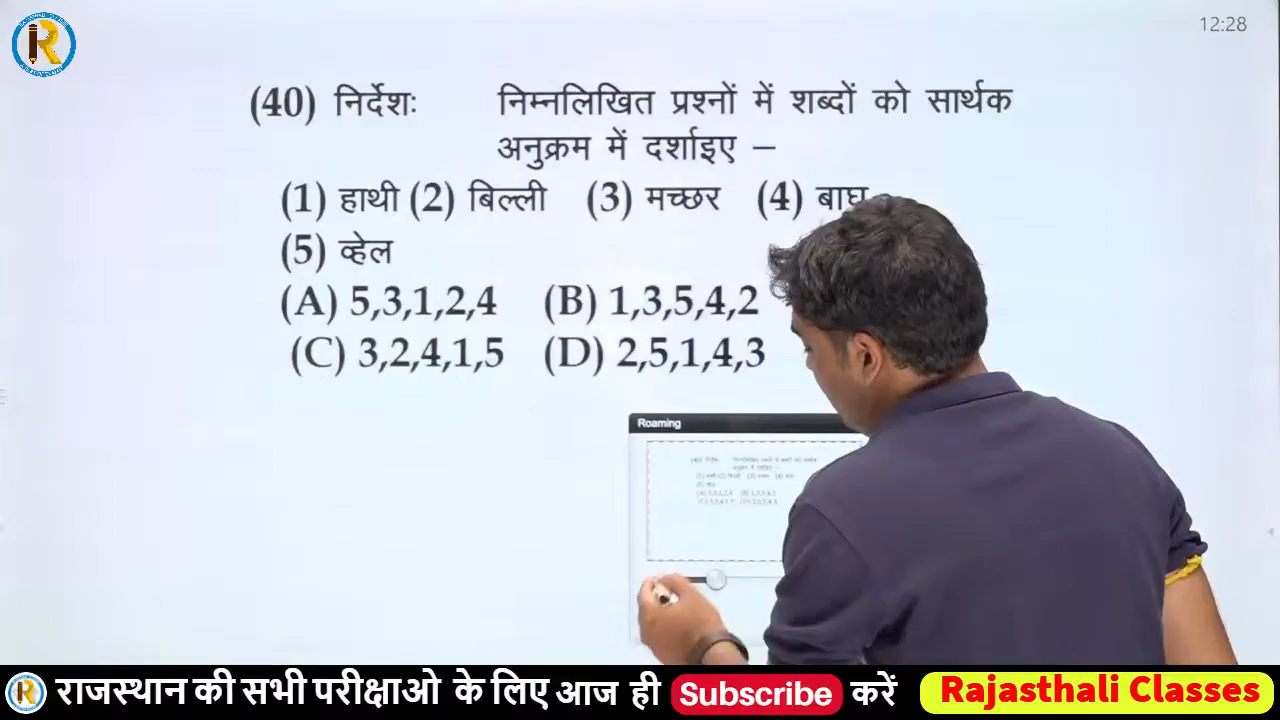 12:28
(40) निर्देशः निम्नलिखित प्रश्नों में शब्दों को सार्थक
अनुक्रम में दर्शाइए –
(1) हाथी (2) बिल्ली (3) मच्छर (4) बाघ
(5) व्हेल
(A) 5,3,1,2,4 (B) 1,3,5,4,2
(C) 3,2,4,1,5 (D) 2,5,1,4,3
Roaming
राजस्थान की सभी परीक्षाओ के लिए आज ही Subscribe करें Rajasthali Classes